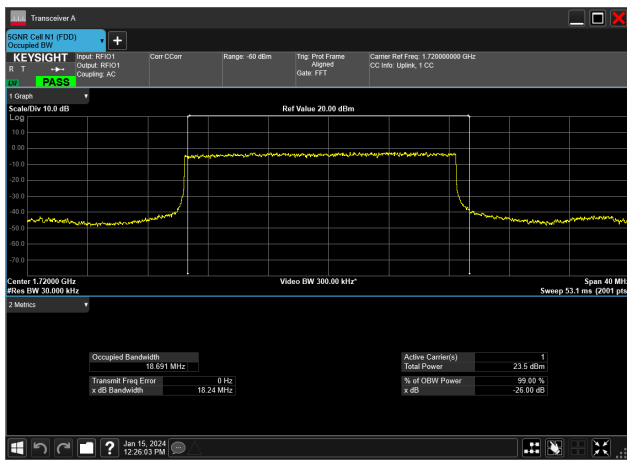 Transceiver A
5GNR Cell N1 (FDD)
Occupied BW
KEYSIGHT
R T
LV
PASS
Input: RFIO1
Output: RFIO1
Coupling: AC
Corr CCorr
Range: -60 dBm
Trig: Prot Frame
Aligned
Gate: FFT
Carrier Ref Freq: 1.720000000 GHz
CC Info: Uplink, 1 CC
1 Graph
Scale/Div 10.0 dB
Ref Value 20.00 dBm
Log
10.0
0.00
-10.0
-20.0
-30.0
-40.0
-50.0
-60.0
-70.0
Center 1.72000 GHz
#Res BW 30.000 kHz
Video BW 300.00 kHz*
Span 40 MHz
Sweep 53.1 ms (2001 pts
2 Metrics
Occupied Bandwidth
18.691 MHz
Transmit Freq Error 0 Hz
x dB Bandwidth 18.24 MHz
Active Carrier(s) 1
Total Power 23.5 dBm
% of OBW Power 99.00 %
x dB -26.00 dB
Jan 15, 2024
12:26:03 PM